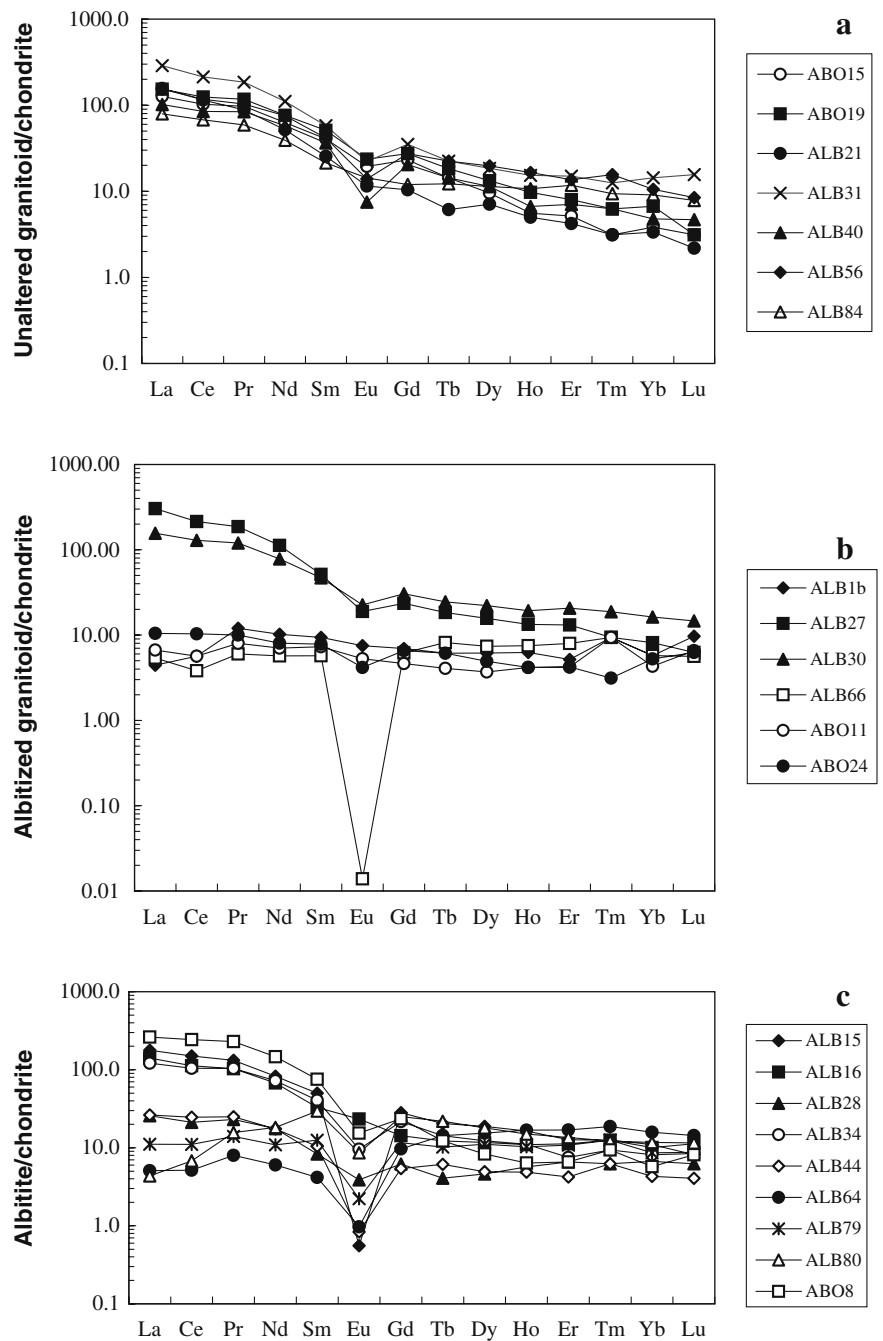 a
Unaltered granitoid/chondrite
1000.0
100.0
10.0
1.0
0.1
La Ce Pr Nd Sm Eu Gd Tb Dy Ho Er Tm Yb Lu
ABO15
ABO19
ALB21
ALB31
ALB40
ALB56
ALB84
b
Albitized granitoid/chondrite
1000.00
100.00
10.00
1.00
0.10
0.01
La Ce Pr Nd Sm Eu Gd Tb Dy Ho Er Tm Yb Lu
ALB1b
ALB27
ALB30
ALB66
ABO11
ABO24
c
Albitite/chondrite
1000.0
100.0
10.0
1.0
0.1
La Ce Pr Nd Sm Eu Gd Tb Dy Ho Er Tm Yb Lu
ALB15
ALB16
ALB28
ALB34
ALB44
ALB64
ALB79
ALB80
ABO8